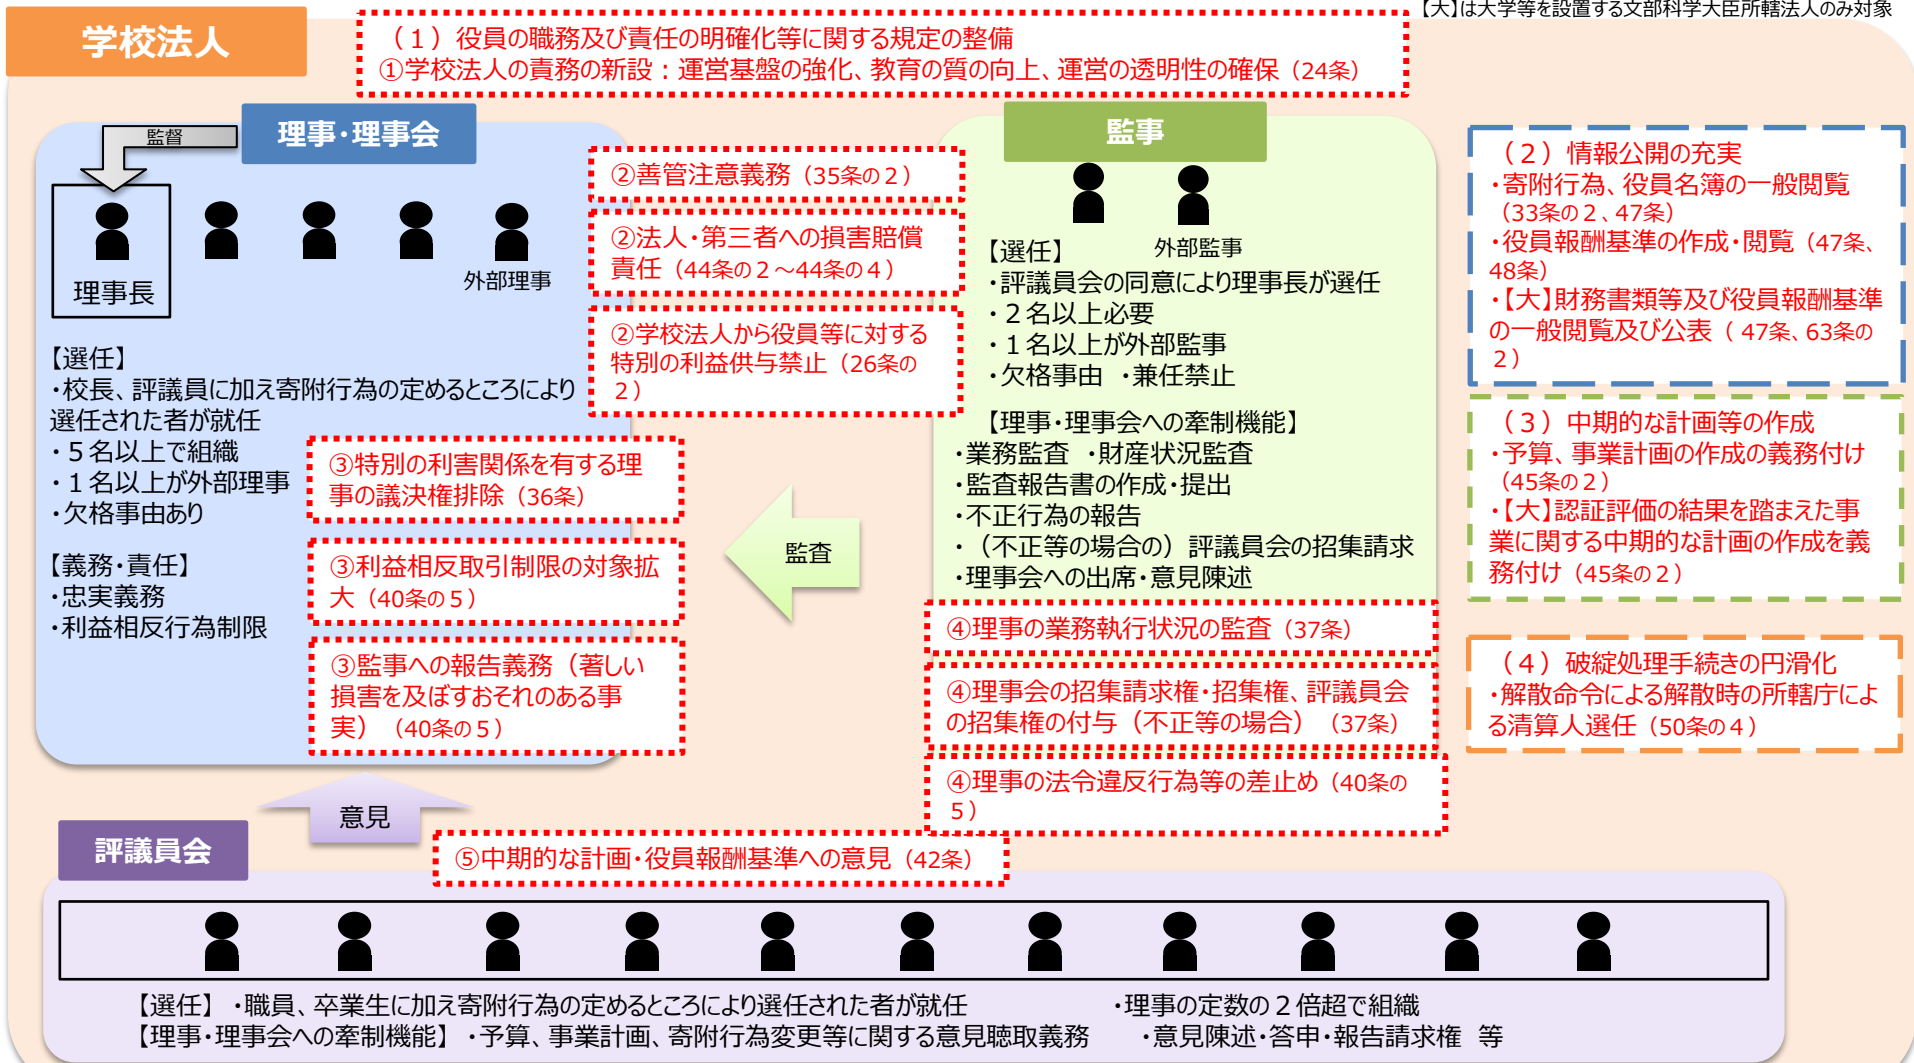 【大】は大学等を設置する文部科学大臣所轄法人のみ対象
学校法人
（１）役員の職務及び責任の明確化等に関する規定の整備
①学校法人の責務の新設：運営基盤の強化、教育の質の向上、運営の透明性の確保（24条）
理事・理事会
監督
理事長
外部理事
【選任】
・校長、評議員に加え寄附行為の定めるところにより
選任された者が就任
・５名以上で組織
・１名以上が外部理事
・欠格事由あり
【義務・責任】
・忠実義務
・利益相反行為制限
②善管注意義務（35条の２）
②法人・第三者への損害賠償
責任（44条の２～44条の４）
②学校法人から役員等に対する
特別の利益供与禁止（26条の
２）
③特別の利害関係を有する理
事の議決権排除（36条）
③利益相反取引制限の対象拡
大（40条の５）
③監事への報告義務（著しい
損害を及ぼすおそれのある事
実）（40条の５）
監査
監事
外部監事
【選任】
・評議員会の同意により理事長が選任
・２名以上必要
・１名以上が外部監事
・欠格事由 ・兼任禁止
【理事・理事会への牽制機能】
・業務監査 ・財産状況監査
・監査報告書の作成・提出
・不正行為の報告
・（不正等の場合の）評議員会の招集請求
・理事会への出席・意見陳述
④理事の業務執行状況の監査（37条）
④理事会の招集請求権・招集権、評議員会
の招集権の付与（不正等の場合）（37条）
④理事の法令違反行為等の差止め（40条の
５）
（２）情報公開の充実
・寄附行為、役員名簿の一般閲覧
（33条の２、47条）
・役員報酬基準の作成・閲覧（47条、
48条）
・【大】財務書類等及び役員報酬基準
の一般閲覧及び公表（ 47条、63条の
２）
（３）中期的な計画等の作成
・予算、事業計画の作成の義務付け
（45条の２）
・【大】認証評価の結果を踏まえた事
業に関する中期的な計画の作成を義
務付け（45条の２）
（４）破綻処理手続きの円滑化
・解散命令による解散時の所轄庁によ
る清算人選任（50条の４）
意見
評議員会
⑤中期的な計画・役員報酬基準への意見（42条）
【選任】 ・職員、卒業生に加え寄附行為の定めるところにより選任された者が就任 ・理事の定数の２倍超で組織
【理事・理事会への牽制機能】 ・予算、事業計画、寄附行為変更等に関する意見聴取義務 ・意見陳述・答申・報告請求権 等